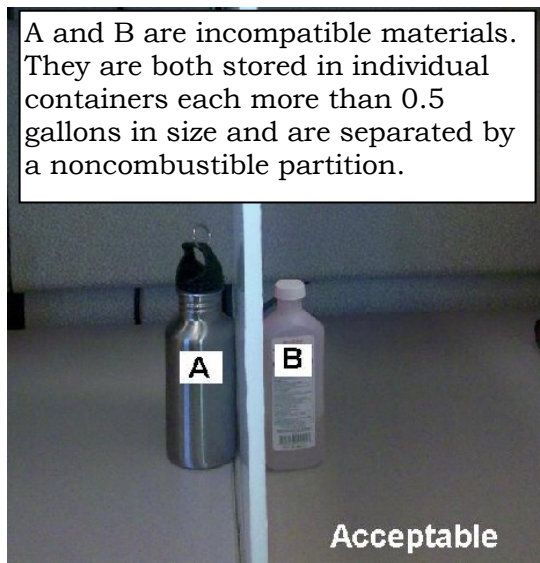 A and B are incompatible materials.
They are both stored in individual
containers each more than 0.5
gallons in size and are separated by
a noncombustible partition.
A
B
Acceptable